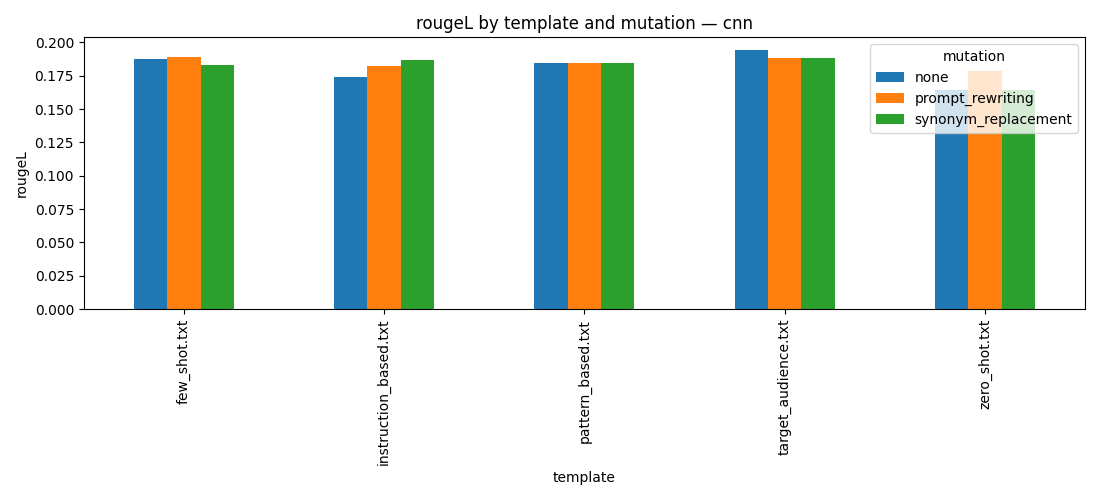 rougeL by template and mutation — cnn
mutation
none
prompt_rewriting
synonym_replacement
rougeL
0.200
0.175
0.150
0.125
0.100
0.075
0.050
0.025
0.000
few_shot.txt
instruction_based.txt
pattern_based.txt
target_audience.txt
zero_shot.txt
template